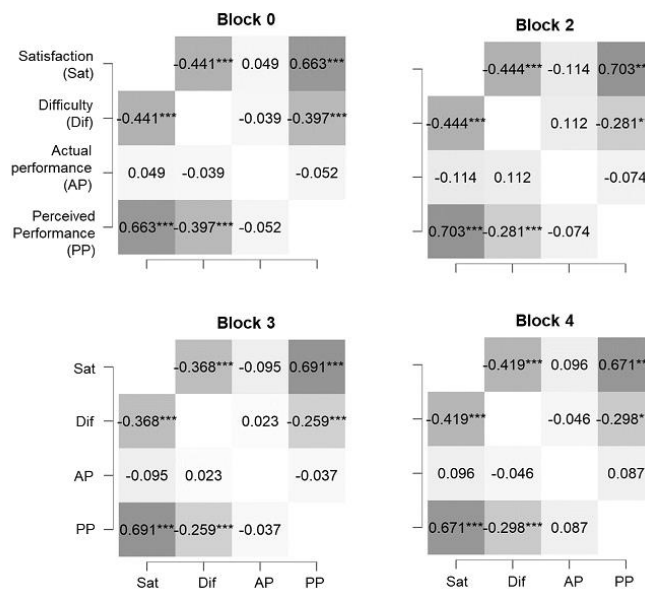 Block 0
Satisfaction
(Sat)
-0.441*** 0.049 0.663***
Difficulty
(Dif)
-0.441*** -0.039 -0.397***
Actual
performance
(AP)
0.049 -0.039 -0.052
Perceived
Performance
(PP)
0.663*** -0.397*** -0.052
Block 2
-0.444*** -0.114 0.703**
-0.444*** 0.112 -0.281*
-0.114 0.112 -0.074
0.703*** -0.281*** -0.074
Block 3
Sat -0.368*** -0.095 0.691***
Dif -0.368*** 0.023 -0.259***
AP -0.095 0.023 -0.037
PP 0.691*** -0.259*** -0.037
Sat Dif AP PP
Block 4
-0.419*** 0.096 0.671**
-0.419*** -0.046 -0.298*
0.096 -0.046 0.087
0.671*** -0.298*** 0.087
Sat Dif AP PP